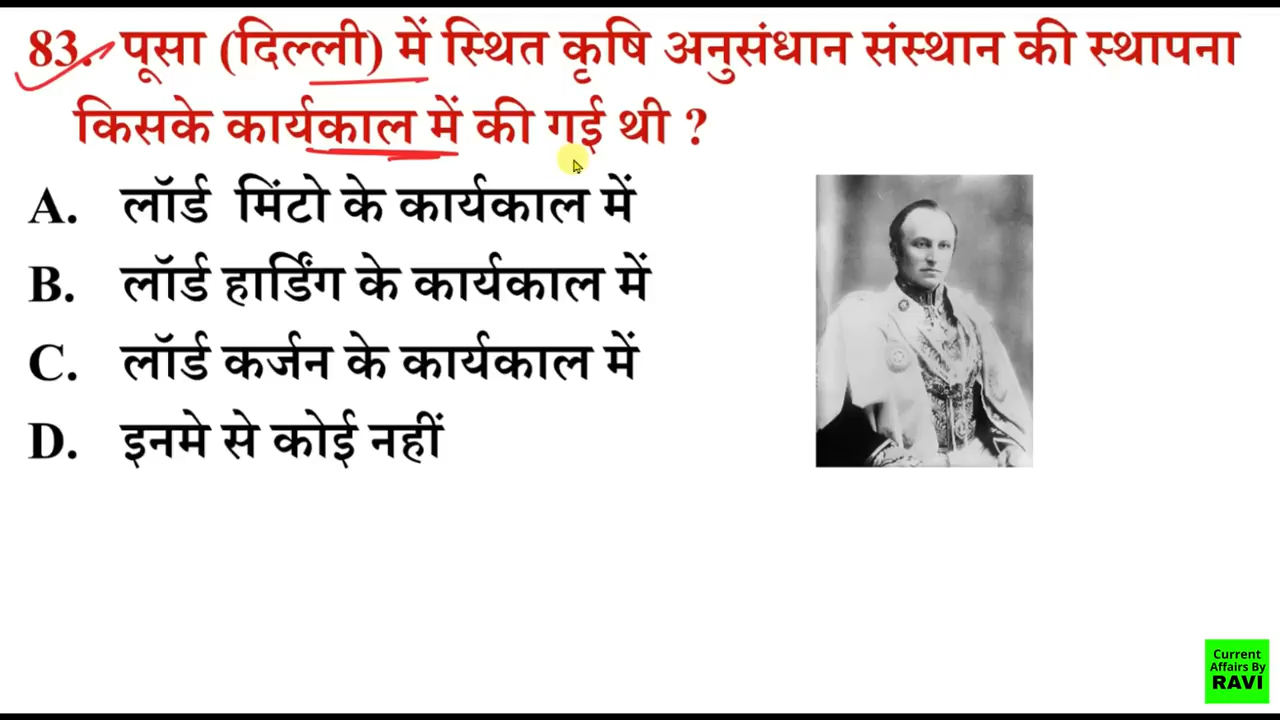 83. पूसा (दिल्ली) में स्थित कृषि अनुसंधान संस्थान की स्थापना
किसके कार्यकाल में की गई थी ?
A. लॉर्ड मिंटो के कार्यकाल में
B. लॉर्ड हार्डिंग के कार्यकाल में
C. लॉर्ड कर्जन के कार्यकाल में
D. इनमे से कोई नहीं
Current
Affairs By
RAVI